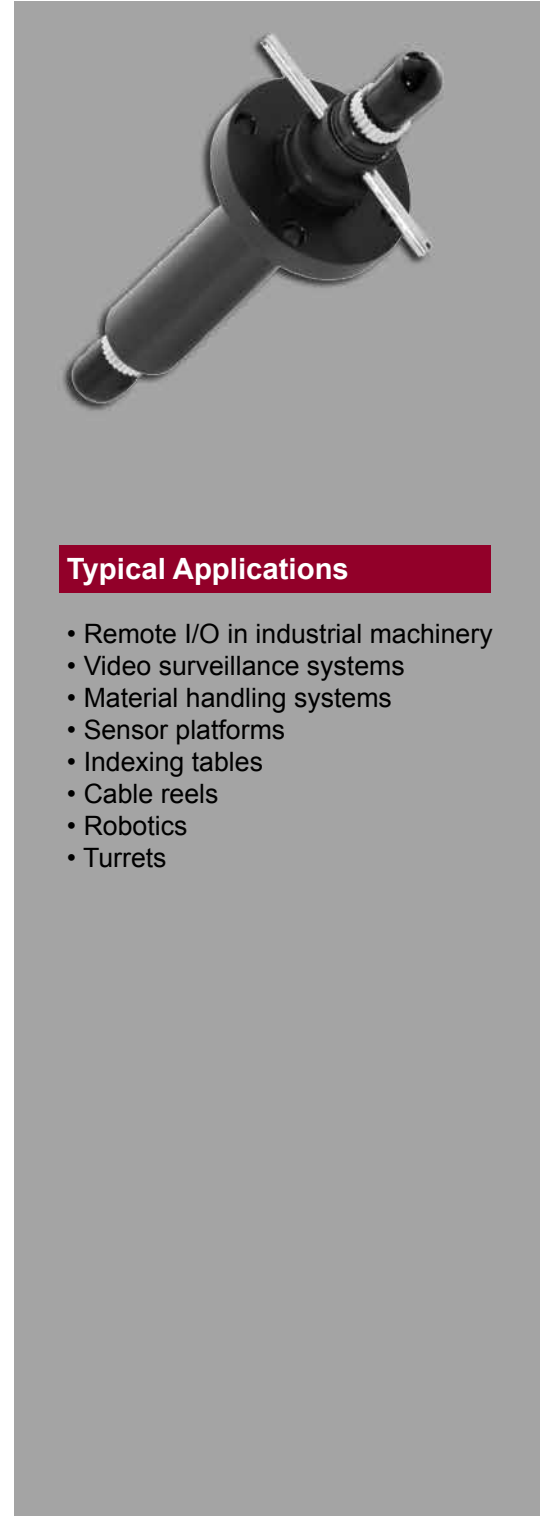 Typical Applications
• Remote I/O in industrial machinery
• Video surveillance systems
• Material handling systems
• Sensor platforms
• Indexing tables
• Cable reels
• Robotics
• Turrets